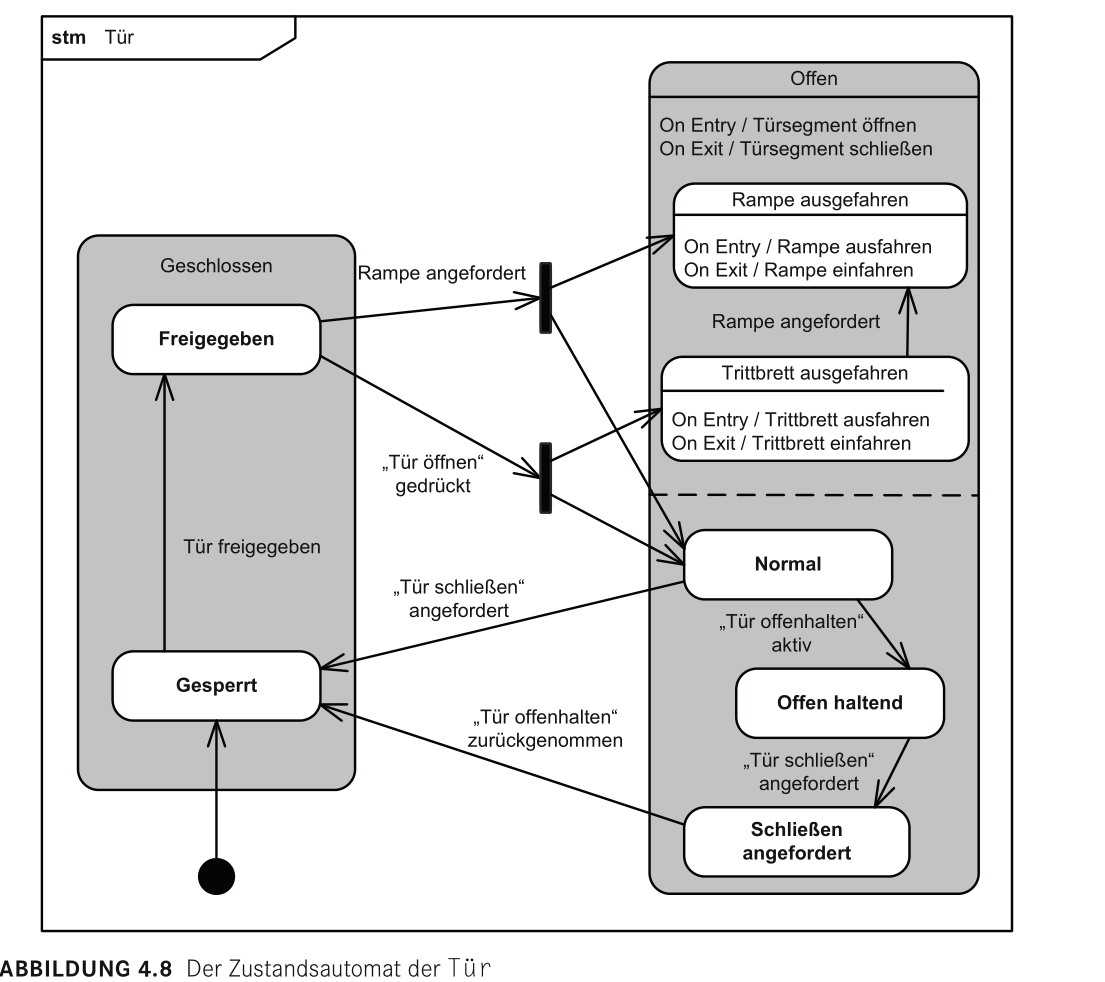 stm Tür
Offen
On Entry / Türsegment öffnen
On Exit / Türsegment schließen
Rampe ausgefahren
On Entry / Rampe ausfahren
On Exit / Rampe einfahren
Rampe angefordert
Trittbrett ausgefahren
On Entry / Trittbrett ausfahren
On Exit / Trittbrett einfahren
Geschlossen
Rampe angefordert
Freigegeben
„Tür öffnen“
gedrückt
Tür freigegeben
„Tür schließen“
angefordert
Normal
„Tür offenhalten“
aktiv
Gesperrt
Offen haltend
„Tür offenhalten“
zurückgenommen
„Tür schließen“
angefordert
Schließen
angefordert
ABBILDUNG 4.8 Der Zustandsautomat der Tür